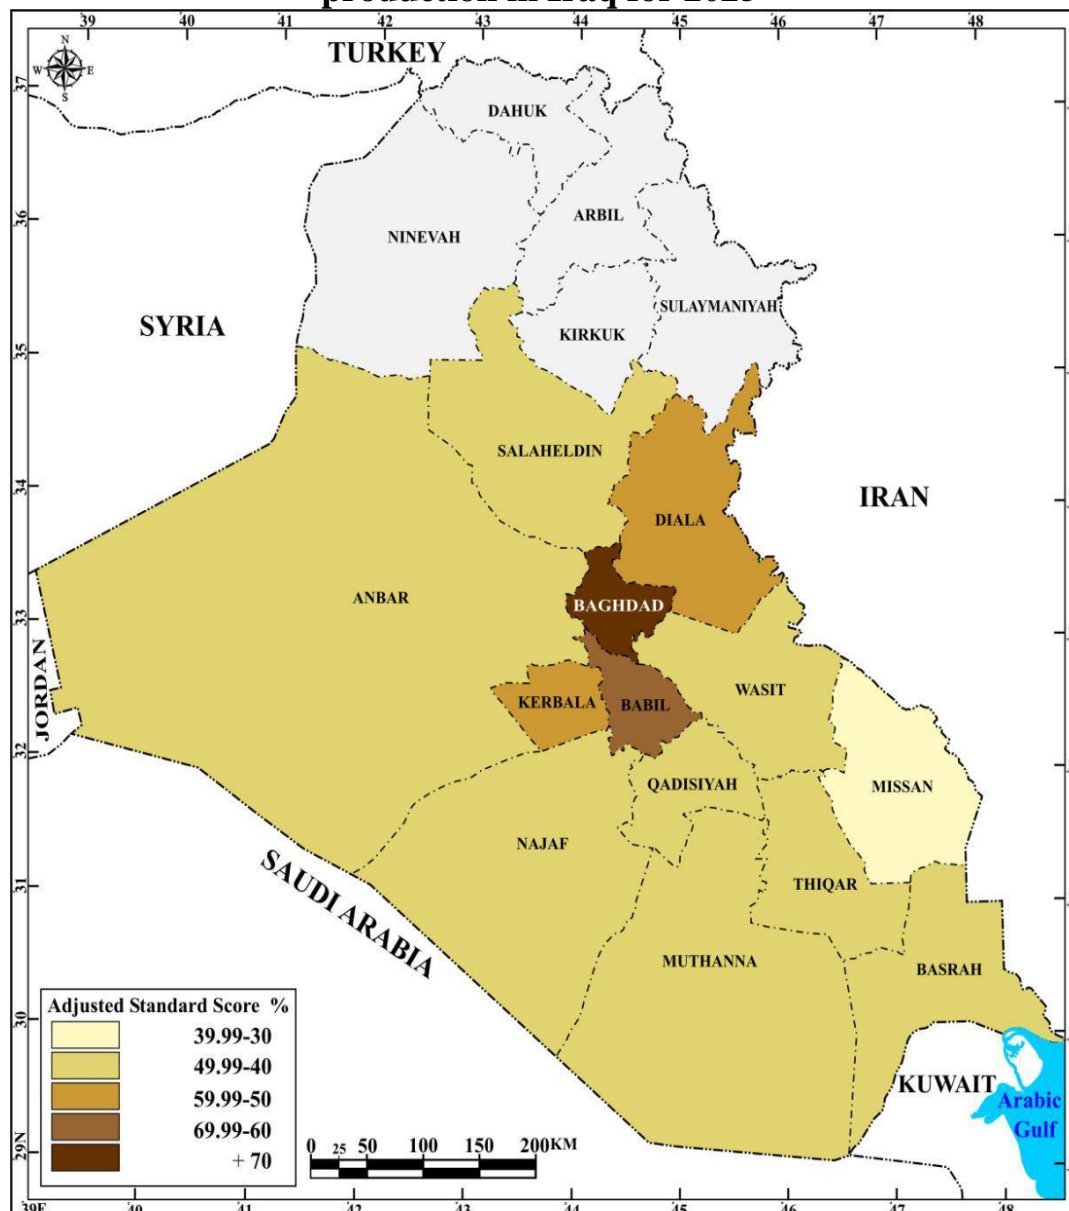 production in Iraq for
39 40 41 42 43 44 45 46 47 48
N
W E
S
TURKEY
37
DAHUK
36
ARBIL
NINEVAH
SULAYMANIYAH
SYRIA
KIRKUK
35
SALAHELDIN
34
IRAN
DIALA
ANBAR
BAGHDAD
33
JORDAN
WASIT
KERBALA
BABIL
32
QADISIYAH
MISSAN
NAJAF
SAUDI ARABIA
THIQAR
31
MUTHANNA
BASRAH
Adjusted Standard Score %
39.99-30
49.99-40
59.99-50
69.99-60
+ 70
30
KUWAIT
Arabic
Gulf
29N
0 25 50 100 150 200KM
39E 40 41 42 43 44 45 46 47 48